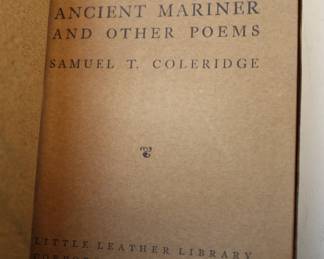 ANCIENT MARINER
AND OTHER POEMS
SAMUEL T. COLERIDGE
LITTLE LEATHER LIBRARY